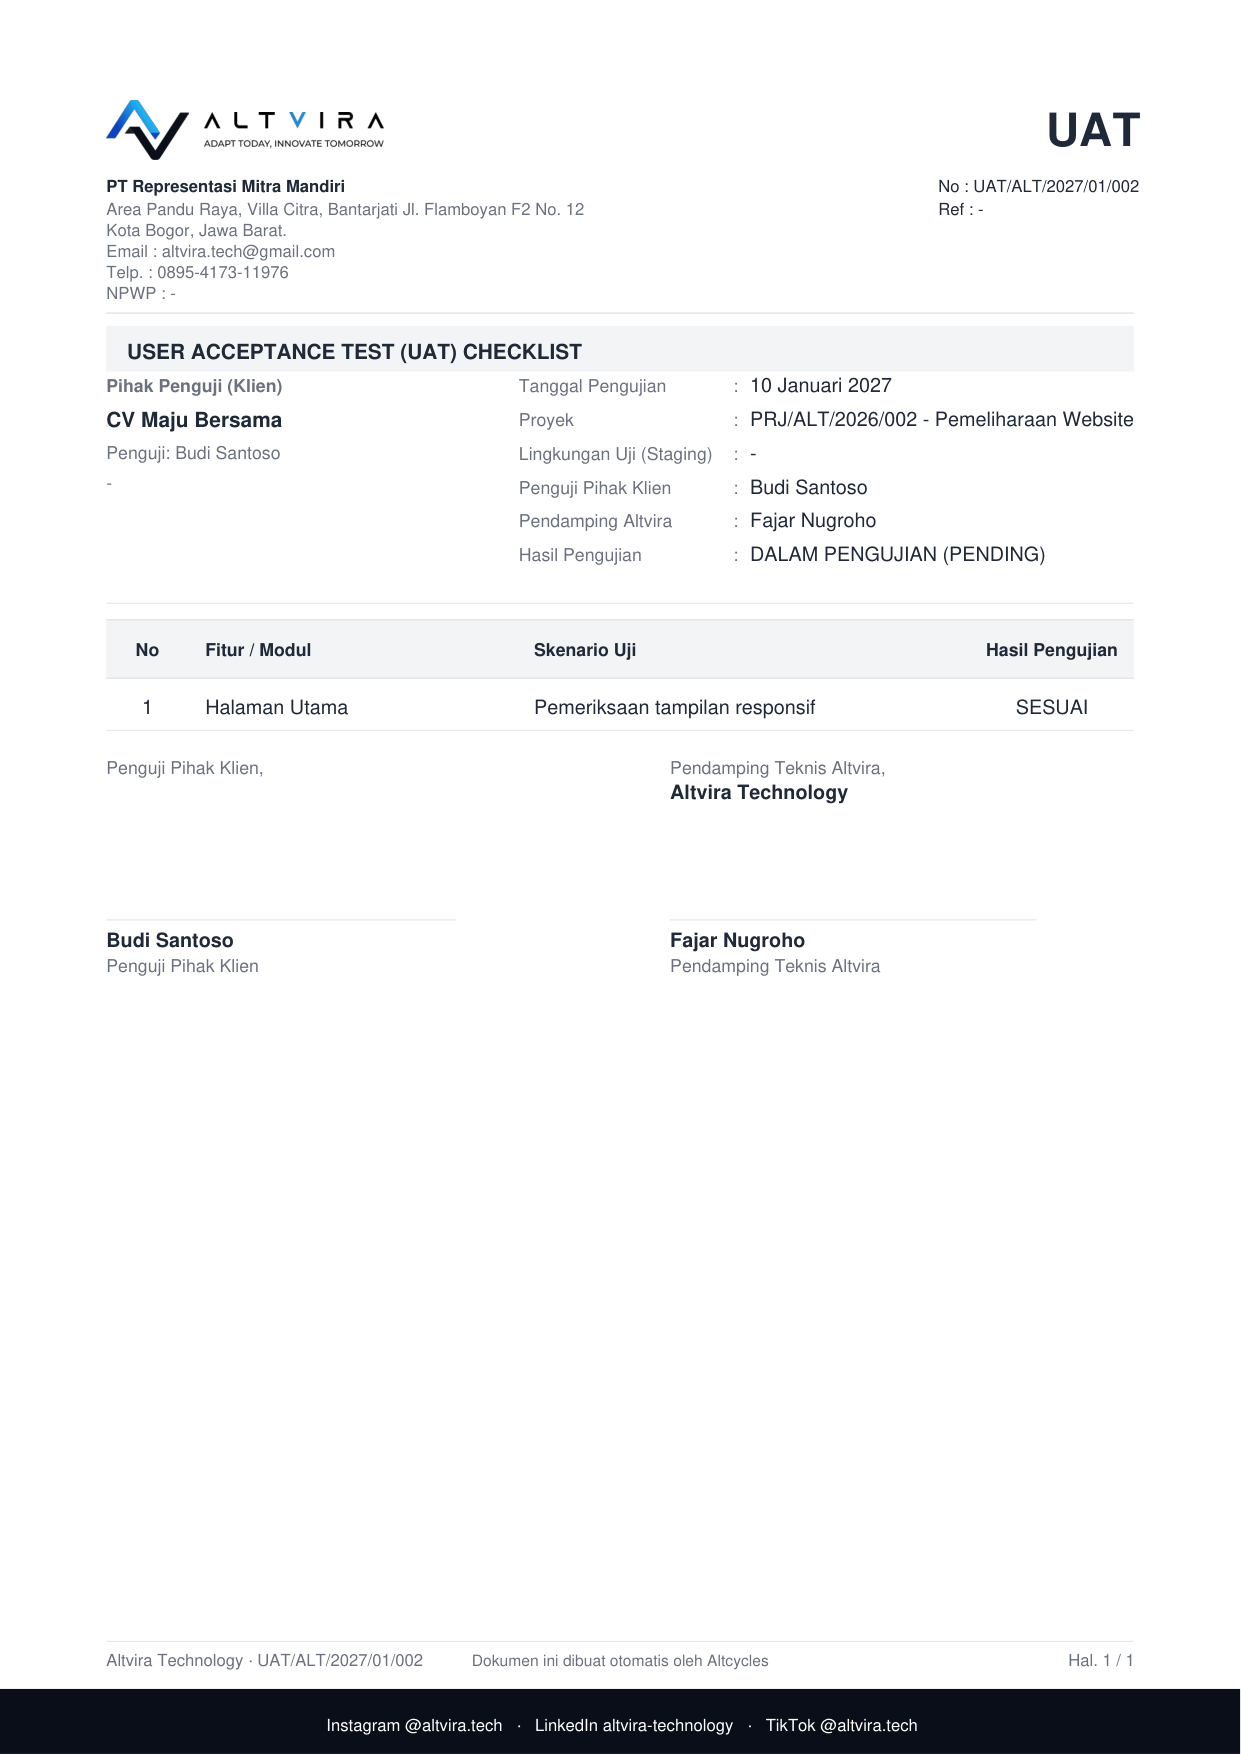 ALTVIRA
ADAPT TODAY, INNOVATE TOMORROW
UAT
PT Representasi Mitra Mandiri
Area Pandu Raya, Villa Citra, Bantarjati Jl. Flamboyan F2 No. 12
Kota Bogor, Jawa Barat.
Email : altvira.tech@gmail.com
Telp. : 0895-4173-11976
NPWP : -
No : UAT/ALT/2027/01/002
Ref : -
USER ACCEPTANCE TEST (UAT) CHECKLIST
Pihak Penguji (Klien)
CV Maju Bersama
Penguji: Budi Santoso
-
Tanggal Pengujian : 10 Januari 2027
Proyek : PRJ/ALT/2026/002 - Pemeliharaan Website
Lingkungan Uji (Staging) : -
Penguji Pihak Klien : Budi Santoso
Pendamping Altvira : Fajar Nugroho
Hasil Pengujian : DALAM PENGUJIAN (PENDING)
No Fitur / Modul Skenario Uji Hasil Pengujian
1 Halaman Utama Pemeriksaan tampilan responsif SESUAI
Penguji Pihak Klien,
Pendamping Teknis Altvira,
Altvira Technology
Budi Santoso
Penguji Pihak Klien
Fajar Nugroho
Pendamping Teknis Altvira
Altvira Technology · UAT/ALT/2027/01/002 Dokumen ini dibuat otomatis oleh Altcycles Hal. 1 / 1
Instagram @altvira.tech · LinkedIn altvira-technology · TikTok @altvira.tech